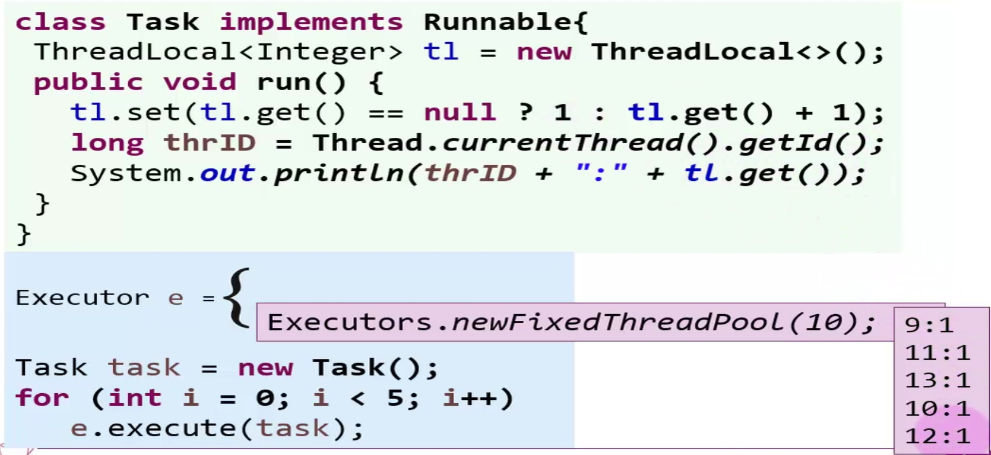 class Task implements Runnable{
ThreadLocal<Integer> tl = new ThreadLocal<>();
public void run() {
tl.set(tl.get() == null ? 1 : tl.get() + 1);
long thrID = Thread.currentThread().getId();
System.out.println(thrID + ":" + tl.get());
}
}
Executor e ={
Executors.newFixedThreadPool(10);
Task task = new Task();
for (int i = 0; i < 5; i++)
e.execute(task);
9:1
11:1
13:1
10:1
12:1